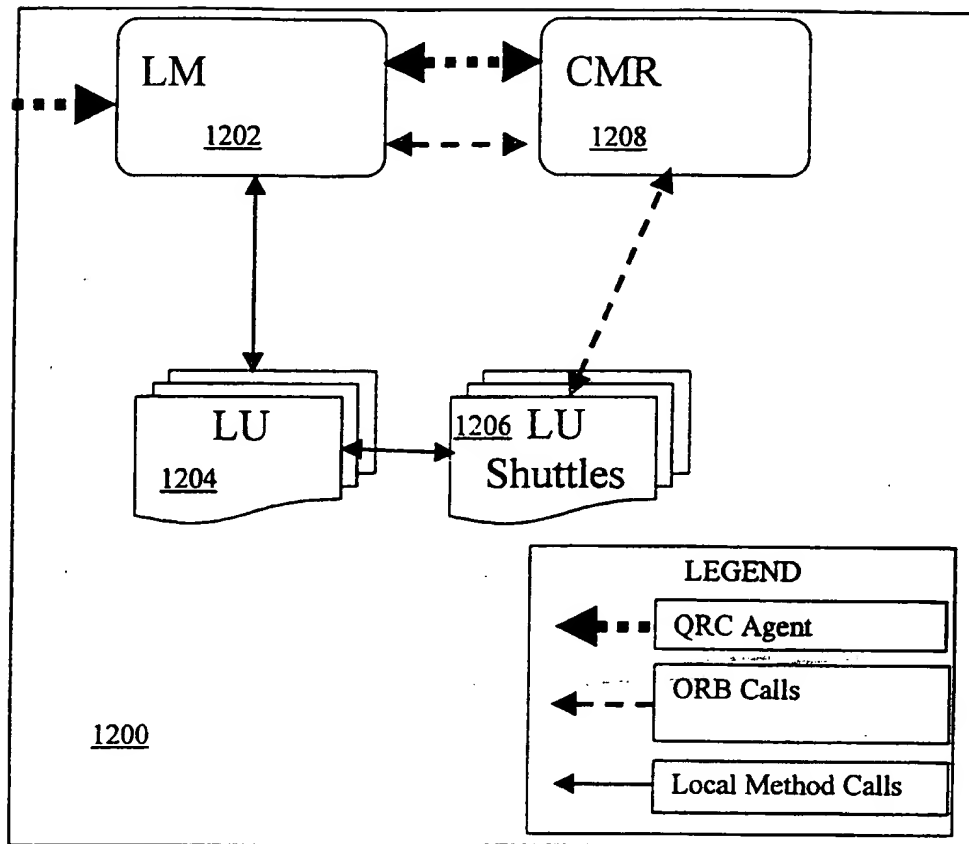 LM
1202
CMR
1208
LU
1204
1206 LU
Shuttles
LEGEND
QRC Agent
ORB Calls
Local Method Calls
1200